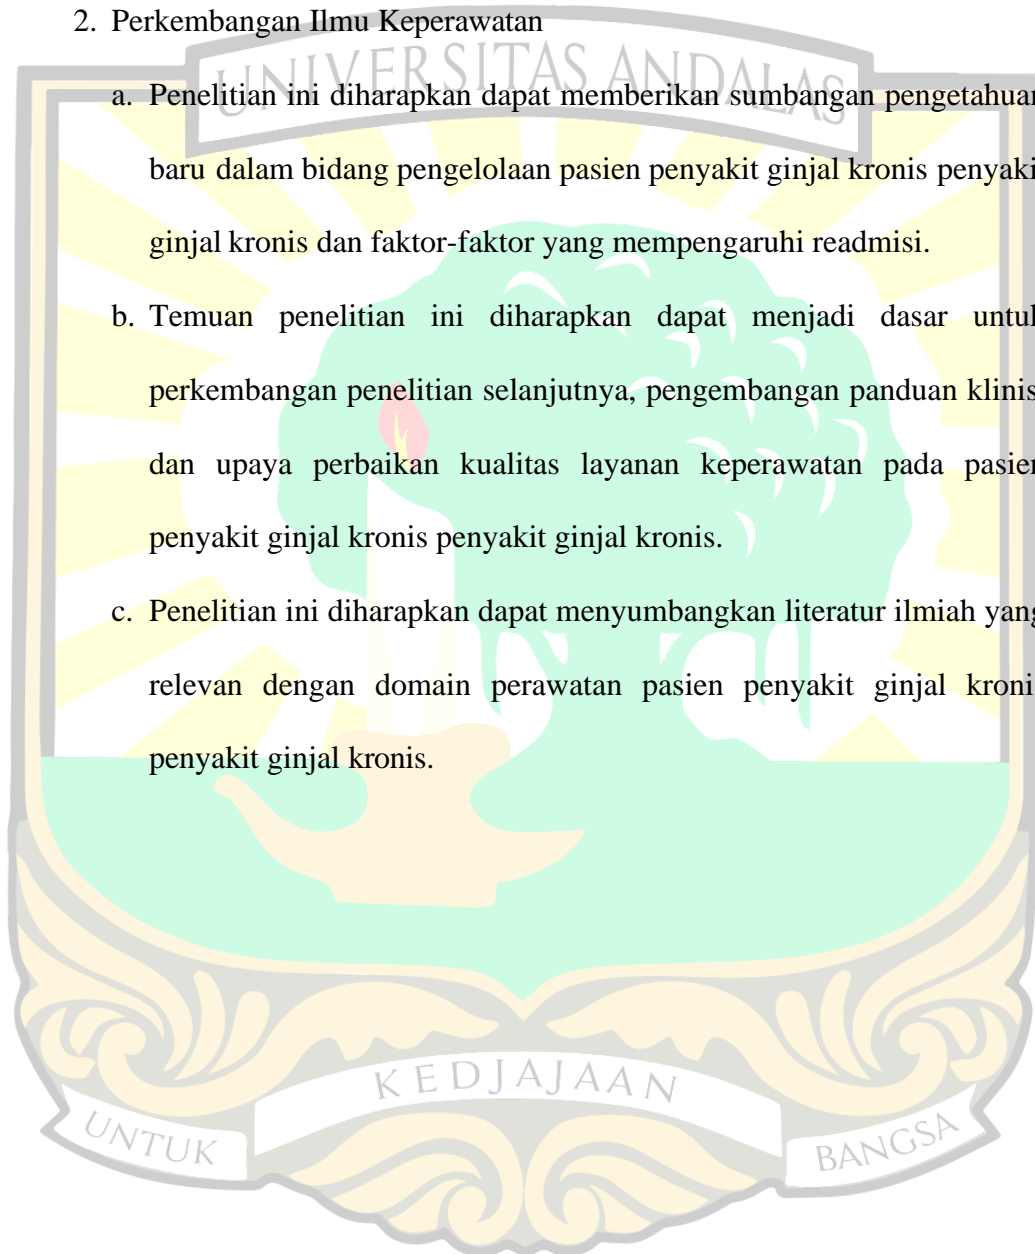 2. Perkembangan Ilmu Keperawatan
UNIVERSITAS ANDALAS
a. Penelitian ini diharapkan dapat memberikan sumbangan pengetahuan
baru dalam bidang pengelolaan pasien penyakit ginjal kronis penyaki
ginjal kronis dan faktor-faktor yang mempengaruhi readmisi.
b. Temuan penelitian ini diharapkan dapat menjadi dasar untuk
perkembangan penelitian selanjutnya, pengembangan panduan klinis
dan upaya perbaikan kualitas layanan keperawatan pada pasien
penyakit ginjal kronis penyakit ginjal kronis.
c. Penelitian ini diharapkan dapat menyumbangkan literatur ilmiah yang
relevan dengan domain perawatan pasien penyakit ginjal kroni
penyakit ginjal kronis.
KEDJAJAAN
UNTUK
BANGSA